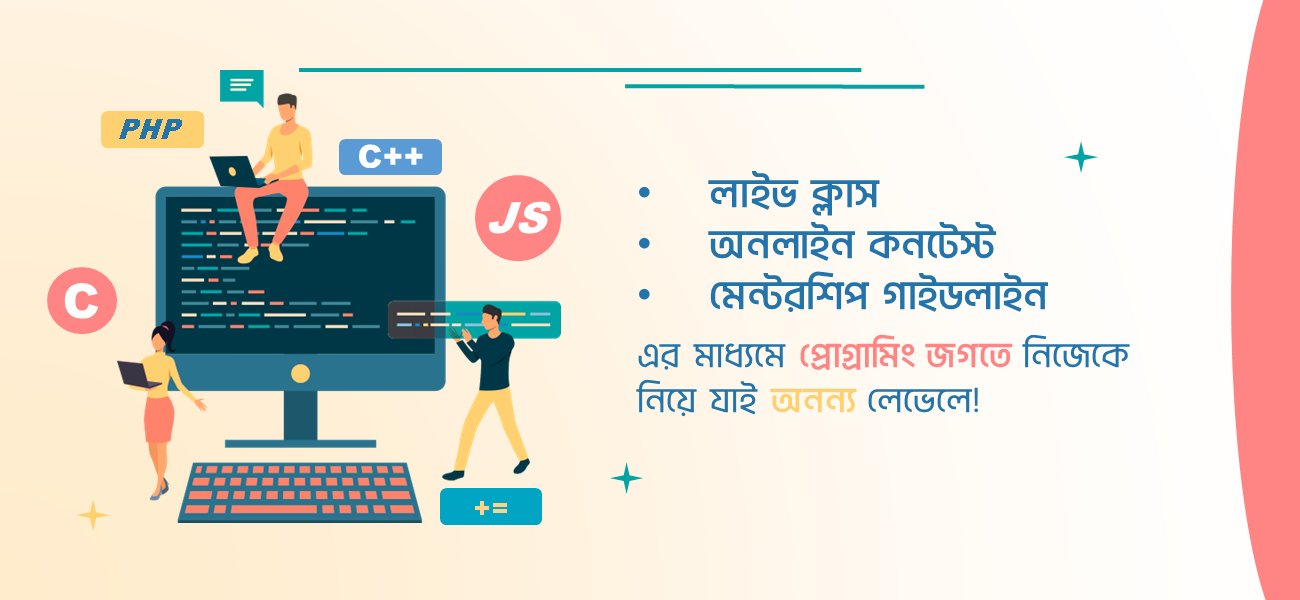 PHP
C++
JS
C
+=
• লাইভ ক্লাস
• অনলাইন কনটেস্ট
• মেন্টরশিপ গাইডলাইন
এর মাধ্যমে প্রোগ্রামিং জগতে নিজেকে
নিয়ে যাই অনন্য লেভেলে!